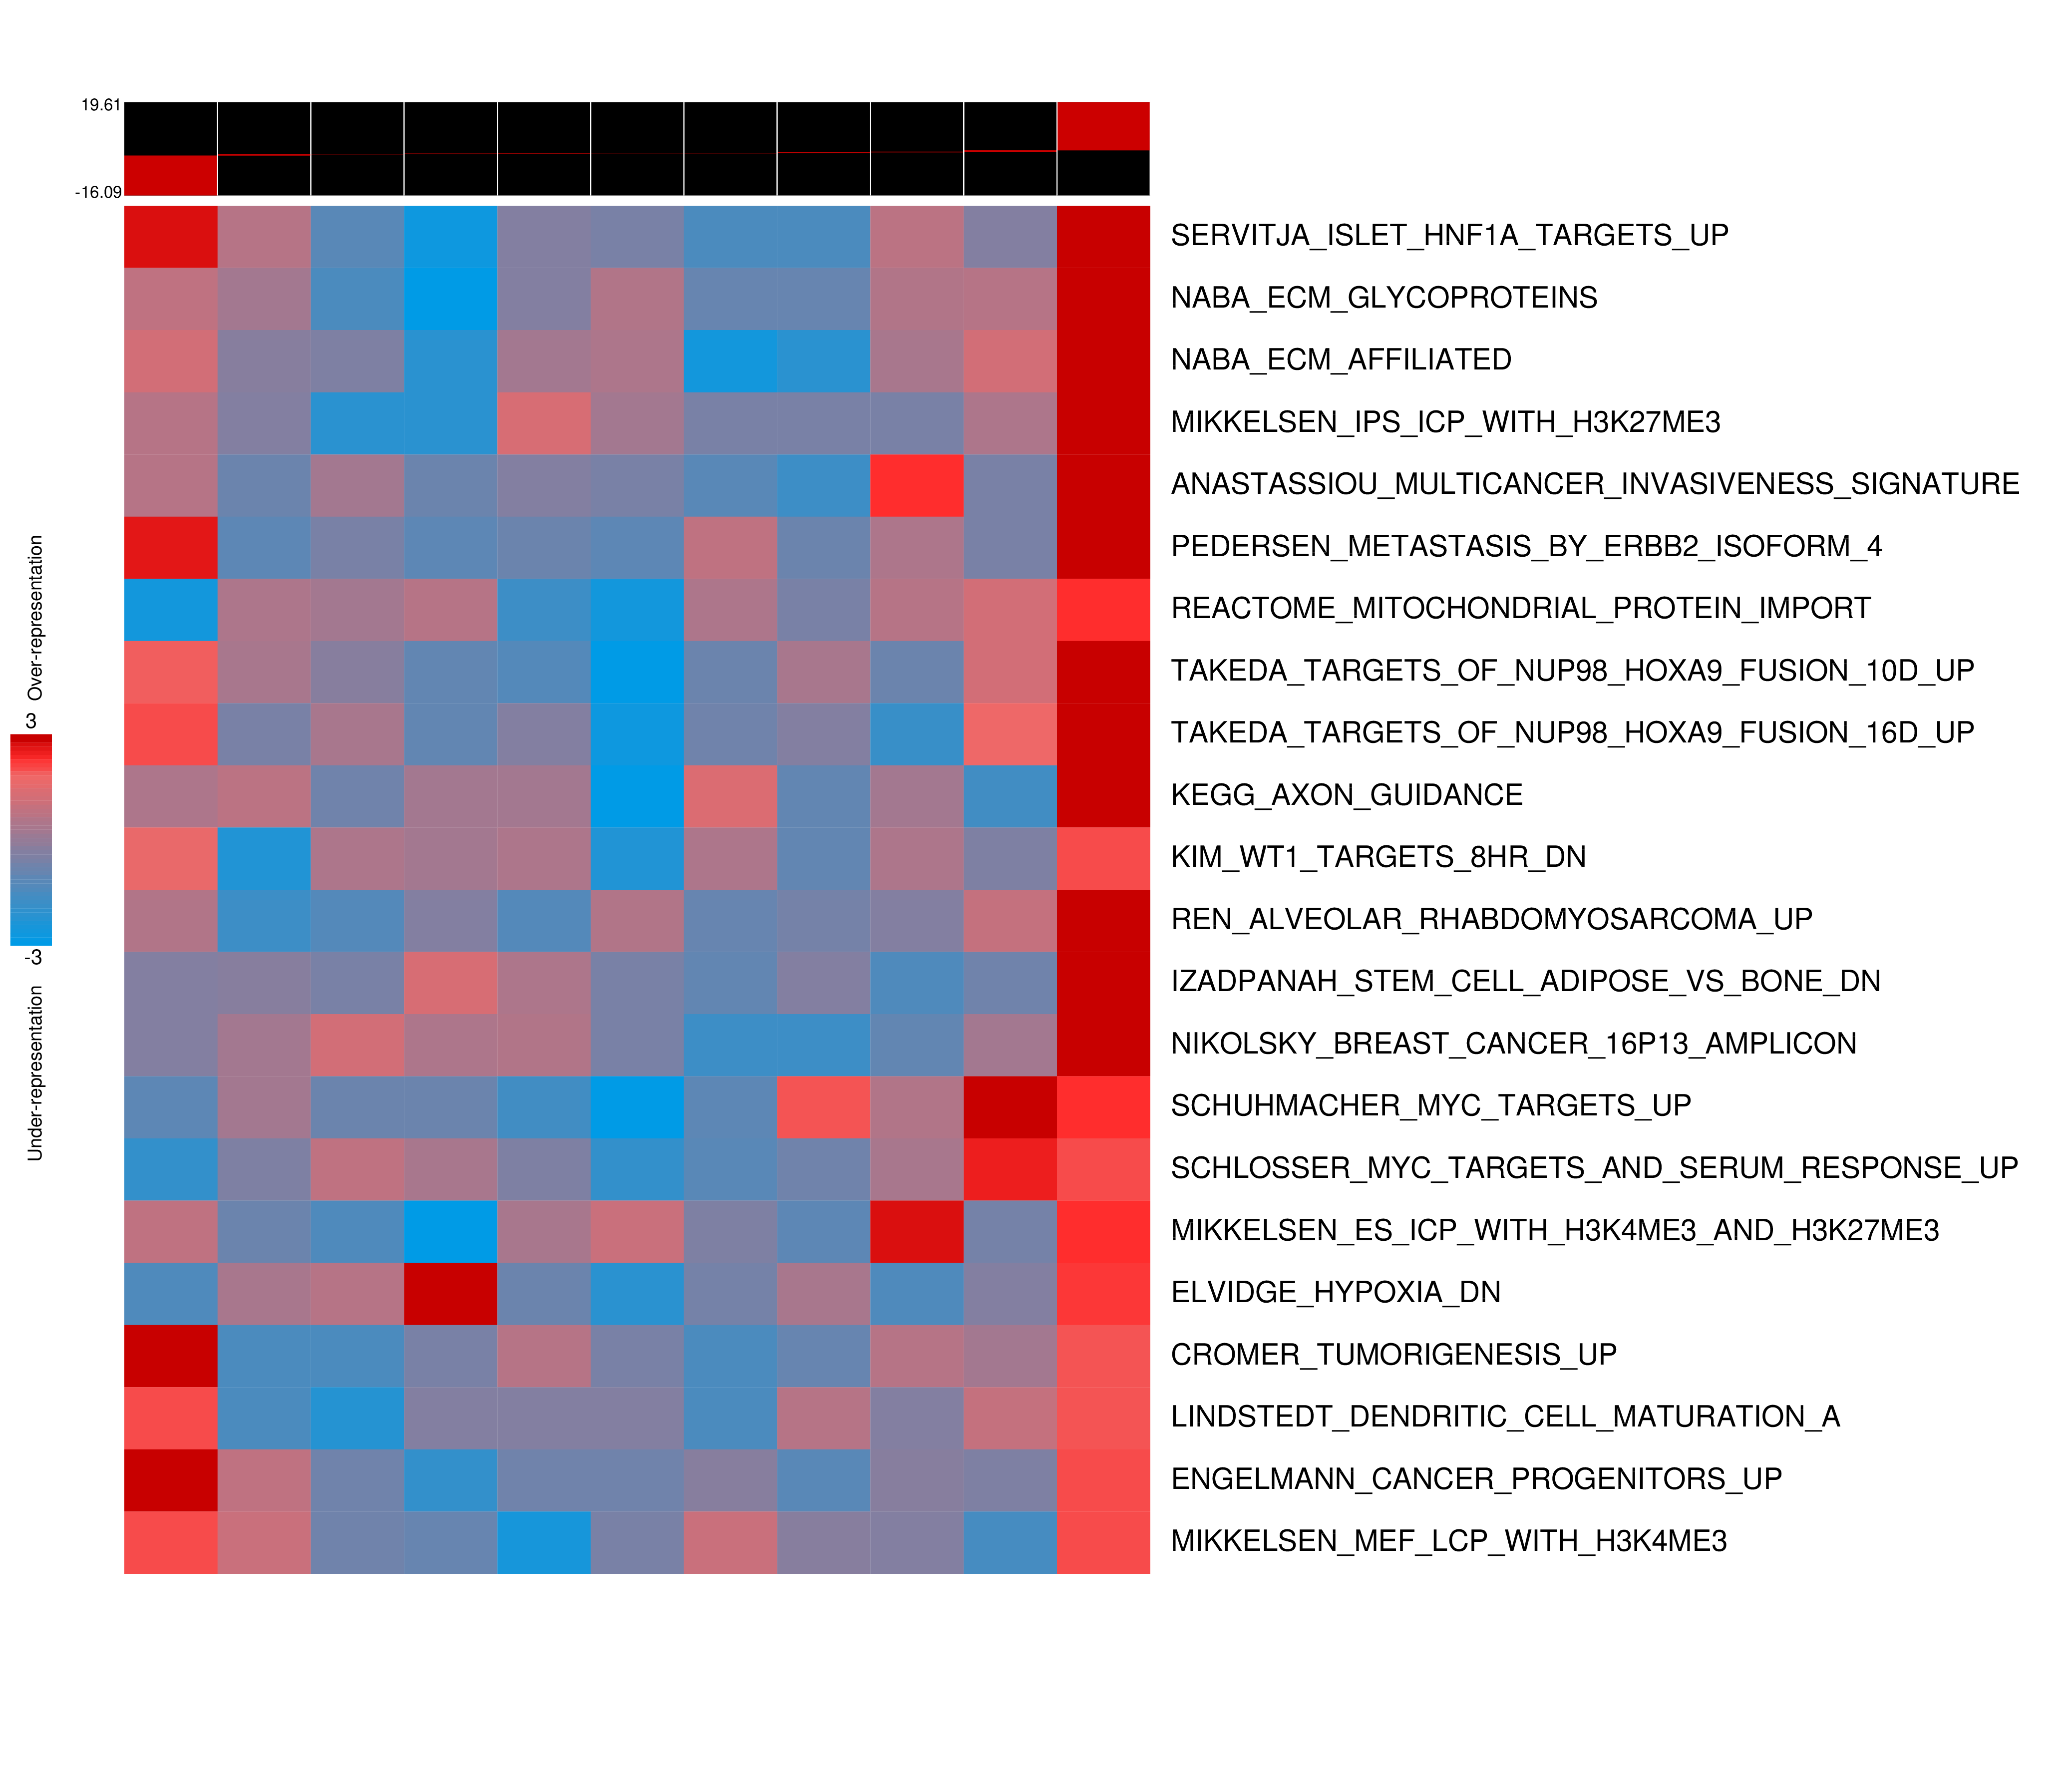 19.61
-16.09
SERVITJA_ISLET_HNF1A_TARGETS_UP
NABA_ECM_GLYCOPROTEINS
NABA_ECM_AFFILIATED
MIKKELSEN_IPS_ICP_WITH_H3K27ME3
ANASTASSIOU_MULTICANCER_INVASIVENESS_SIGNATURE
PEDERSEN_METASTASIS_BY_ERBB2_ISOFORM_4
REACTOME_MITOCHONDRIAL_PROTEIN_IMPORT
TAKEDA_TARGETS_OF_NUP98_HOXA9_FUSION_10D_UP
TAKEDA_TARGETS_OF_NUP98_HOXA9_FUSION_16D_UP
KEGG_AXON_GUIDANCE
KIM_WT1_TARGETS_8HR_DN
REN_ALVEOLAR_RHABDOMYOSARCOMA_UP
IZADPANAH_STEM_CELL_ADIPOSE_VS_BONE_DN
NIKOLSKY_BREAST_CANCER_16P13_AMPLICON
SCHUHMACHER_MYC_TARGETS_UP
SCHLOSSER_MYC_TARGETS_AND_SERUM_RESPONSE_UP
MIKKELSEN_ES_ICP_WITH_H3K4ME3_AND_H3K27ME3
ELVIDGE_HYPOXIA_DN
CROMER_TUMORIGENESIS_UP
LINDSTEDT_DENDRITIC_CELL_MATURATION_A
ENGELMANN_CANCER_PROGENITORS_UP
MIKKELSEN_MEF_LCP_WITH_H3K4ME3
Over-representation
3
-3
Under-representation